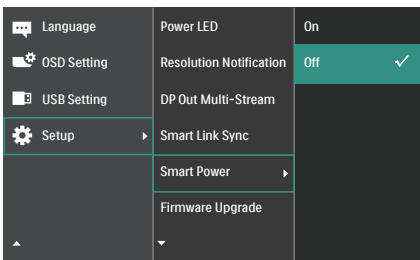 Language
OSD Setting
USB Setting
Setup
Power LED
Resolution Notification
DP Out Multi-Stream
Smart Link Sync
Smart Power
Firmware Upgrade
On
Off